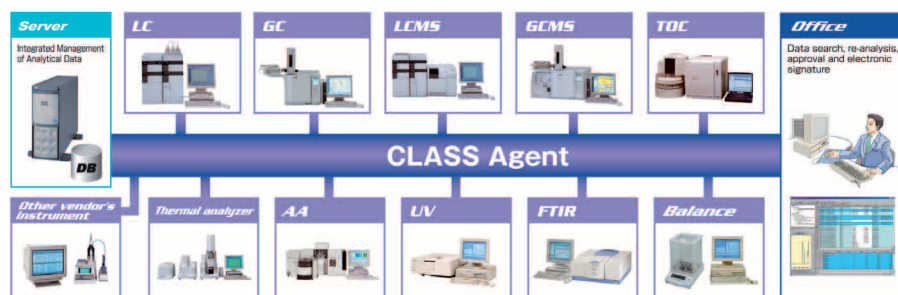 Server
Integrated Management
of Analytical Data
DB
LC
GC
LCMS
GCMS
TOC
Office
Data search, re-analysis,
approval and electronic
signature
CLASS Agent
Other vendor's
instrument
Thermal analyzer
AA
UV
FTIR
Balance